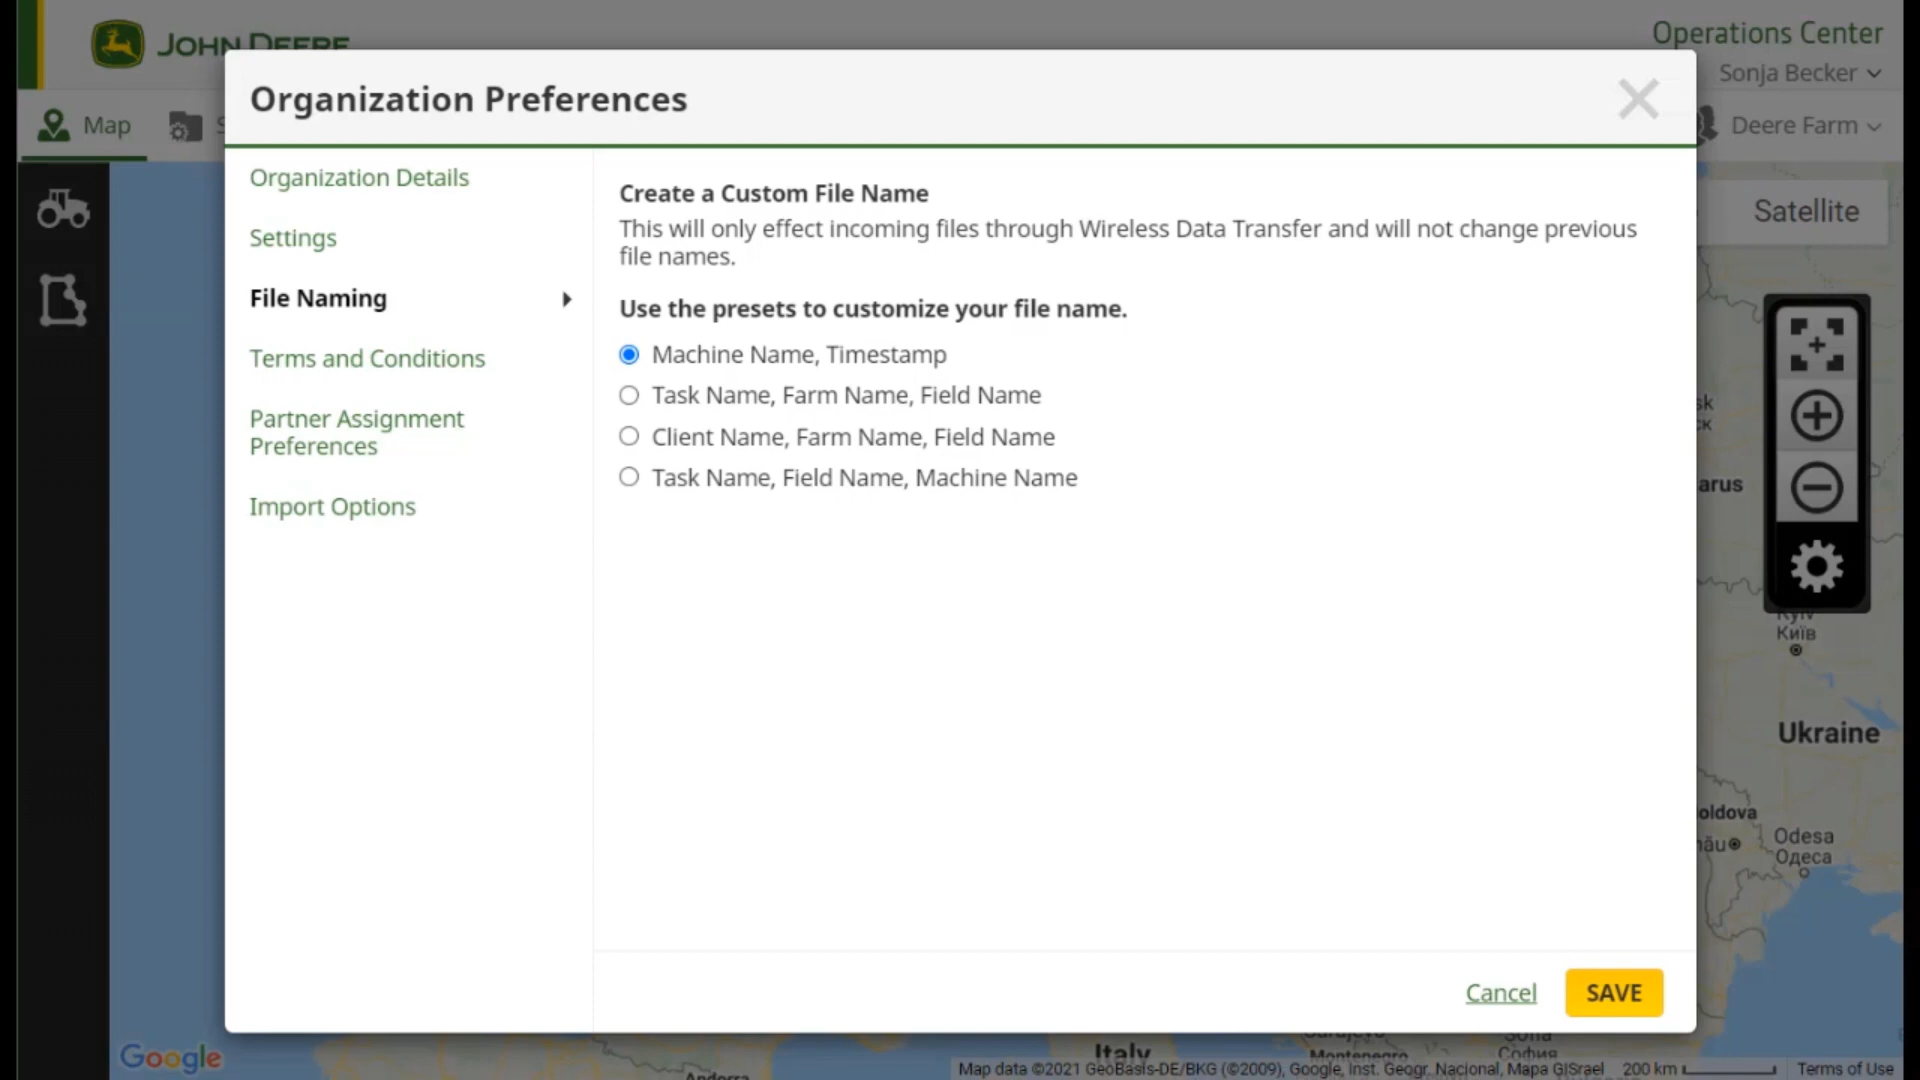 JOHN DEERE
Operations Center
Sonja Becker
Map
Deere Farm
Organization Preferences
Organization Details
Settings
File Naming
Terms and Conditions
Partner Assignment
Preferences
Import Options
Create a Custom File Name
This will only effect incoming files through Wireless Data Transfer and will not change previous
file names.
Use the presets to customize your file name.
Machine Name, Timestamp
Task Name, Farm Name, Field Name
Client Name, Farm Name, Field Name
Task Name, Field Name, Machine Name
Cancel
SAVE
Satellite
arus
Київ
Ukraine
oldova
Odesa
Одеса
Italy
Montenegro
София
Andorra
Google
Map data ©2021 GeoBasis-DE/BKG (©2009), Google, Inst. Geogr. Nacional, Mapa GISrael
200 km
Terms of Use